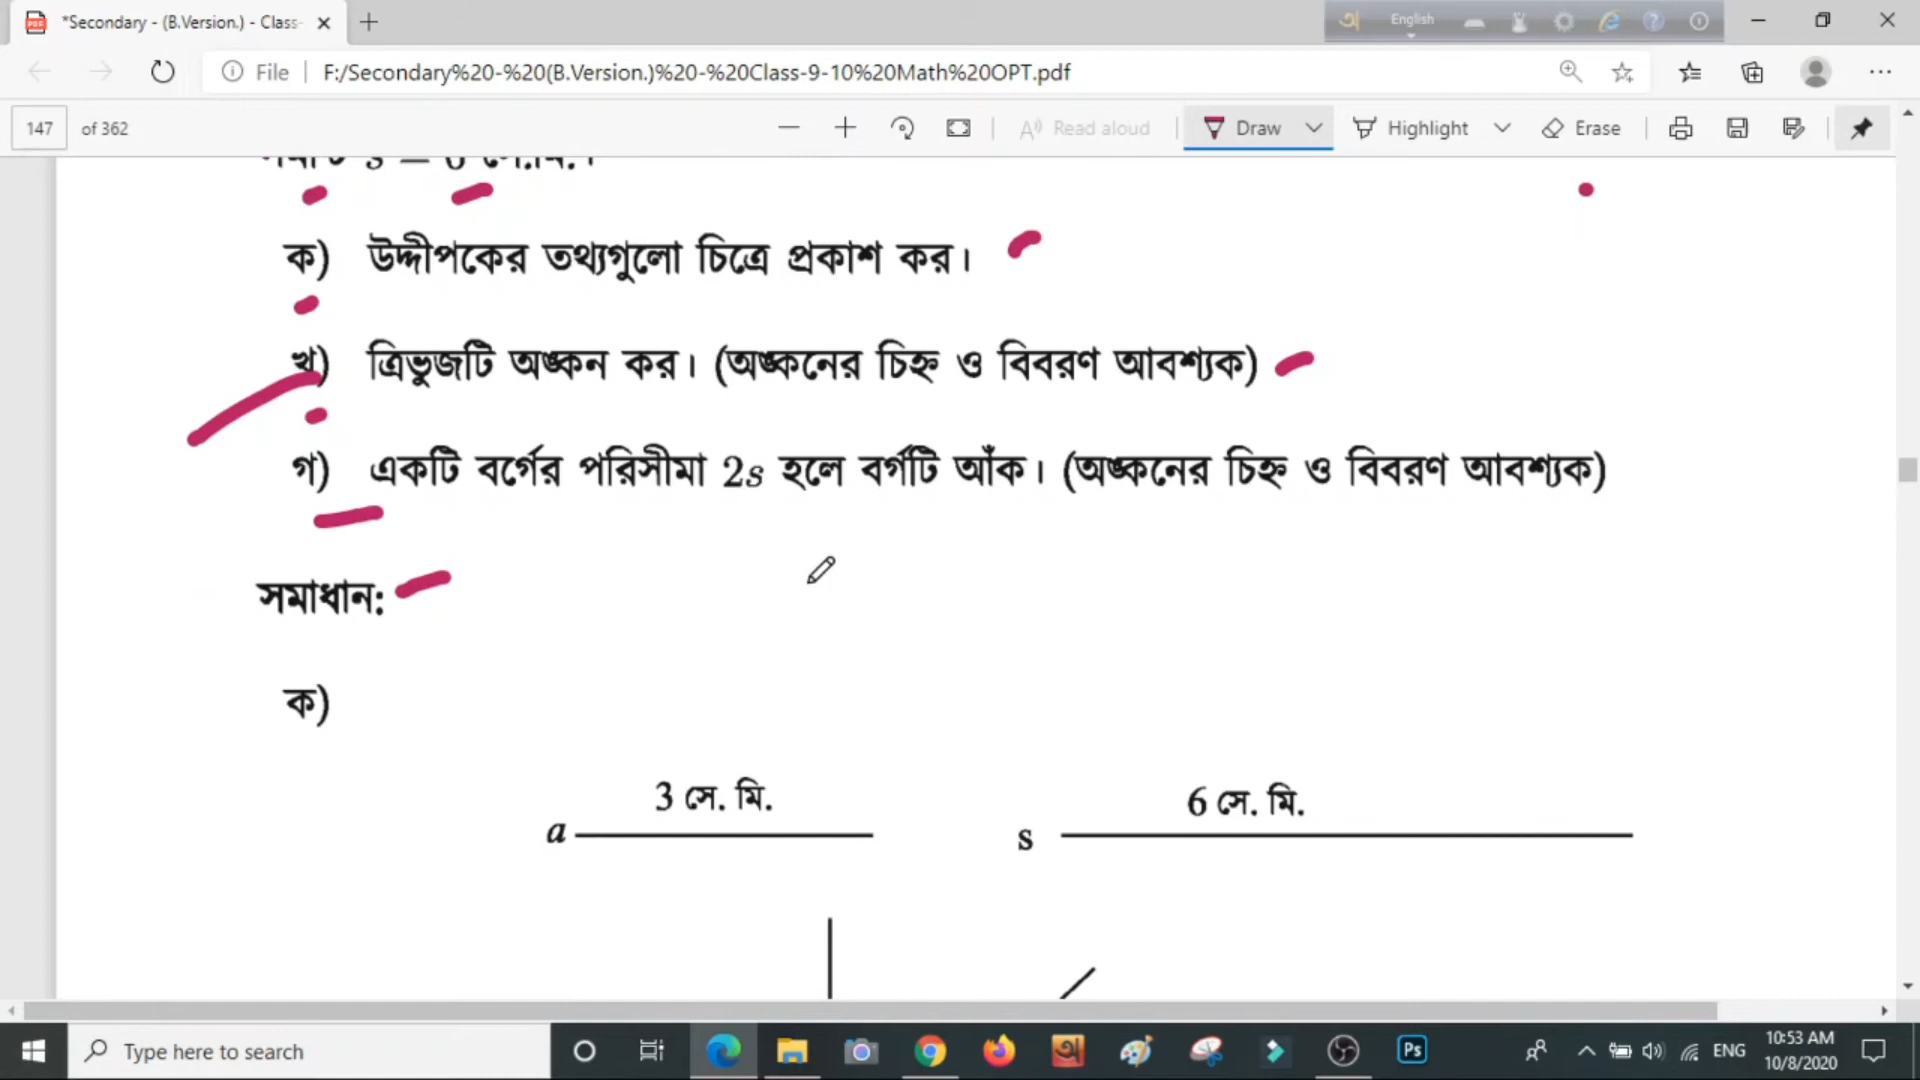 *Secondary - (B.Version.) - Class-
English
File
F:/Secondary%20-%20(B.Version.)%20-%20Class-9-10%20Math%20OPT.pdf
147 of 362
Read aloud
Draw
Highlight
Erase
ক) উদ্দীপকের তথ্যগুলো চিত্রে প্রকাশ কর।
খ) ত্রিভুজটি অঙ্কন কর। (অঙ্কনের চিহ্ন ও বিবরণ আবশ্যক)
গ) একটি বর্গের পরিসীমা 2s হলে বর্গটি আঁক। (অঙ্কনের চিহ্ন ও বিবরণ আবশ্যক)
সমাধান:
ক)
3 সে. মি.
6 সে. মি.
a
s
Type here to search
Ps
ENG
10:53 AM
10/8/2020